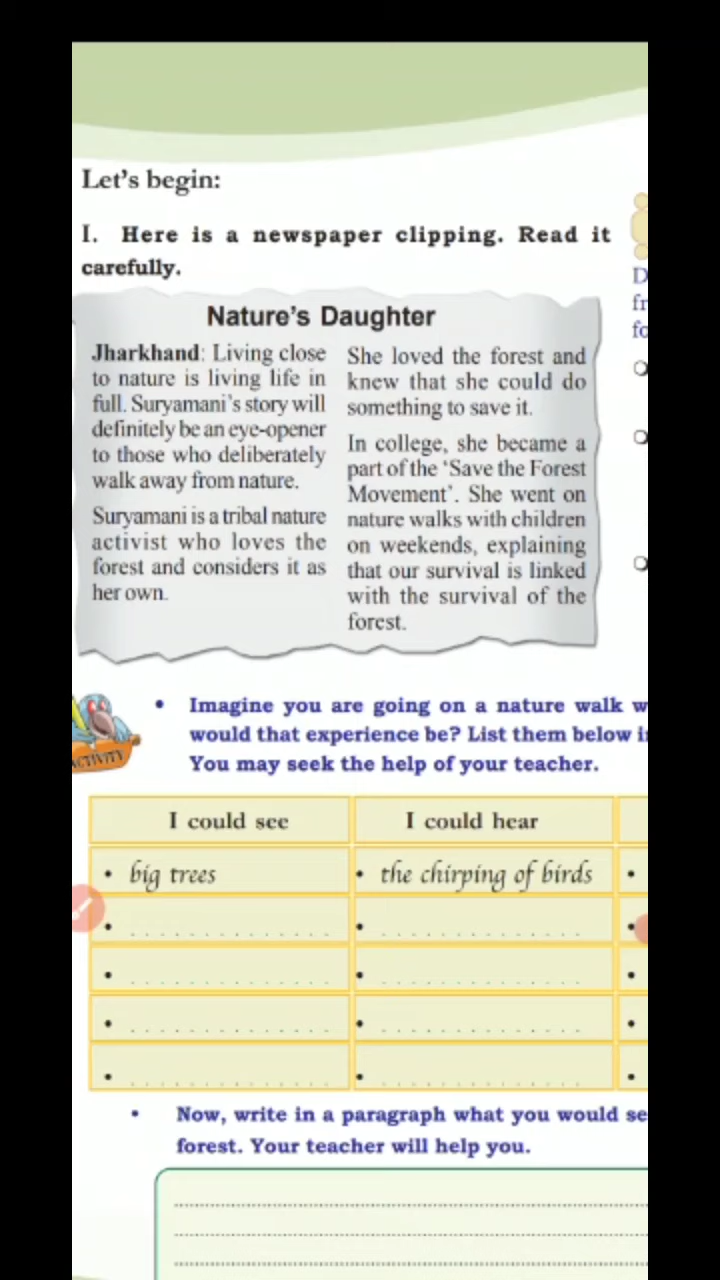 Let's begin:
I. Here is a newspaper clipping. Read it
carefully.
Nature's Daughter
Jharkhand: Living close
to nature is living life in
full. Suryamani's story will
definitely be an eye-opener
to those who deliberately
walk away from nature.
Suryamani is a tribal nature
activist who loves the
forest and considers it as
her own.
She loved the forest and
knew that she could do
something to save it.
In college, she became a
part of the 'Save the Forest
Movement'. She went on
nature walks with children
on weekends, explaining
that our survival is linked
with the survival of the
forest.
ACTIVITY
• Imagine you are going on a nature walk w
would that experience be? List them below i
You may seek the help of your teacher.
I could see
I could hear
• big trees
• the chirping of birds
• Now, write in a paragraph what you would se
forest. Your teacher will help you.